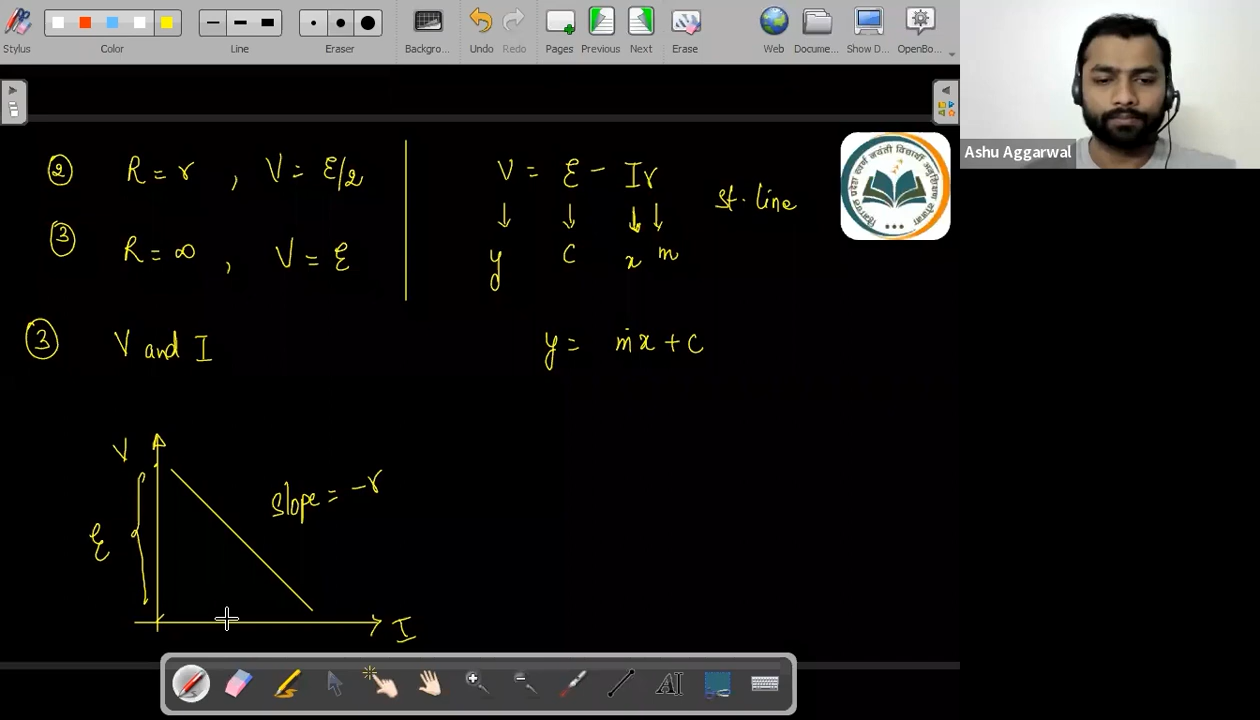 Stylus
Color
Line
Eraser
Backgro...
Undo
Redo
Pages
Previous
Next
Erase
Web
Docume...
Show D...
OpenBo...
Ashu Aggarwal
② R = r , V = ℰ/2
③ R = ∞ , V = ℰ
V = ℰ - Ir
↓ ↓ ↓ ↓
y c x m
st. line
③ V and I
y = mx + c
V
ℰ
slope = -r
I
AI